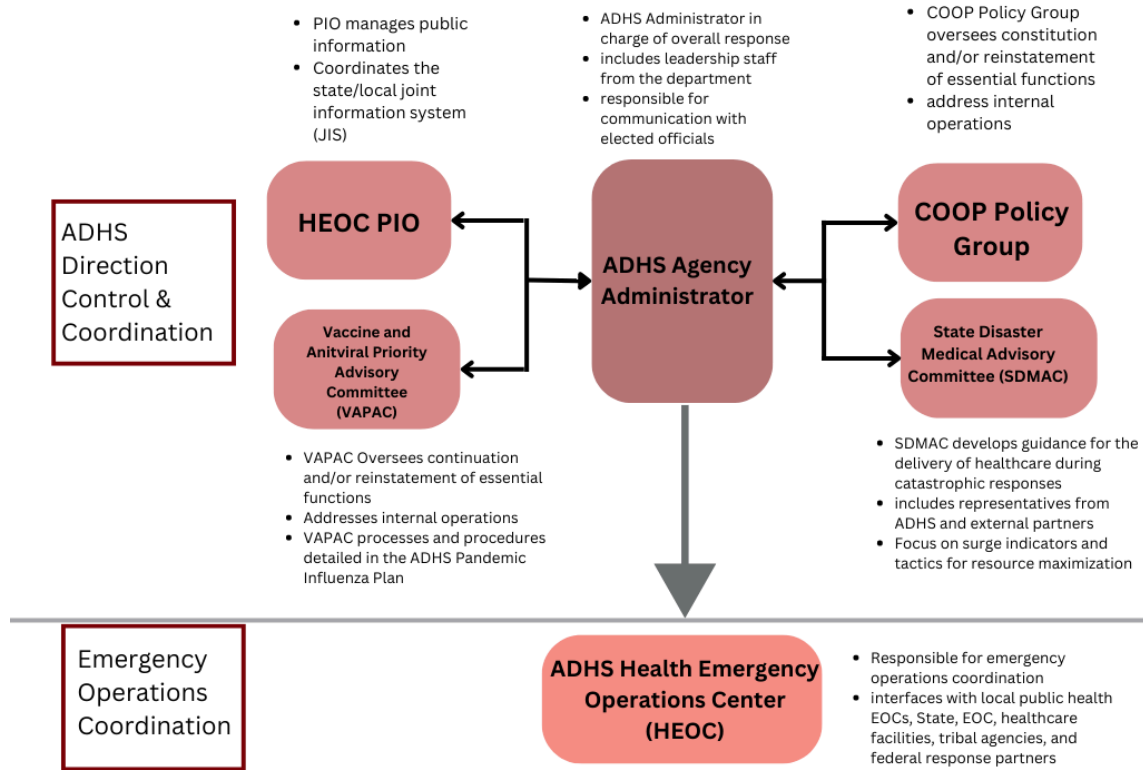 • PIO manages public
information
• Coordinates the
state/local joint
information system
(JIS)
• ADHS Administrator in
charge of overall response
• includes leadership staff
from the department
• responsible for
communication with
elected officials
• COOP Policy Group
oversees constitution
and/or reinstatement
of essential functions
• address internal
operations
ADHS
Direction
Control &
Coordination
HEOC PIO
ADHS Agency
Administrator
COOP Policy
Group
Vaccine and
Anitviral Priority
Advisory
Committee
(VAPAC)
State Disaster
Medical Advisory
Committee (SDMAC)
• VAPAC Oversees contination
and/or reinstatement of essential
functions
• Addresses internal operations
• VAPAC processes and procedures
detailed in the ADHS Pandemic
Influenza Plan
• SDMAC develops guidance for the
delivery of healthcare during
catastrophic responses
• includes representatives from
ADHS and external partners
• Focus on surge indicators and
tactics for resource maximization
Emergency
Operations
Coordination
ADHS Health Emergency
Operations Center
(HEOC)
• Responsible for emergency
operations coordination
• interfaces with local public health
EOCs, State, EOC, healthcare
facilities, tribal agencies, and
federal response partners